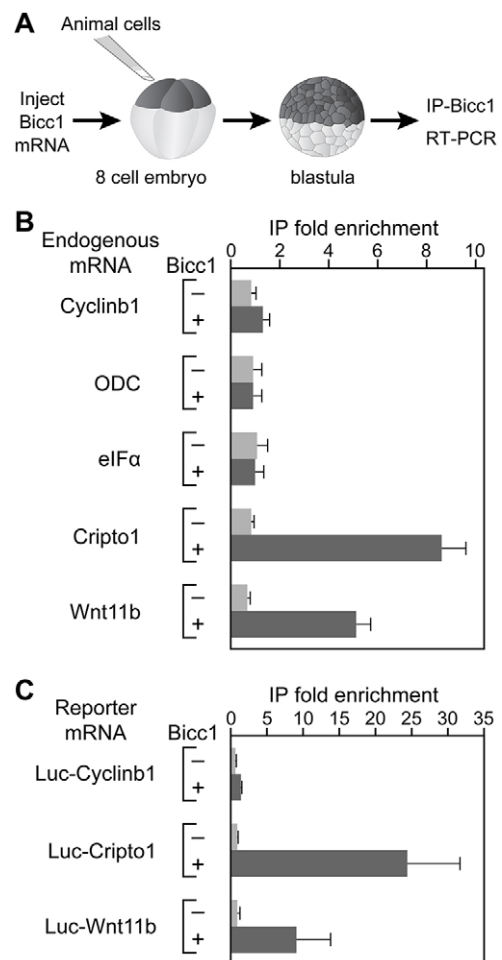 A
Animal cells
Inject
Bicc1
mRNA
8 cell embryo
blastula
IP-Bicc1
RT-PCR
B
IP fold enrichment
Endogenous
mRNA
Bicc1
0 2 4 6 8 10
Cyclinb1
−
+
ODC
−
+
eIFα
−
+
Cripto1
−
+
Wnt11b
−
+
C
IP fold enrichment
Reporter
mRNA
Bicc1
0 5 10 15 20 25 30 35
Luc-Cyclinb1
−
+
Luc-Cripto1
−
+
Luc-Wnt11b
−
+